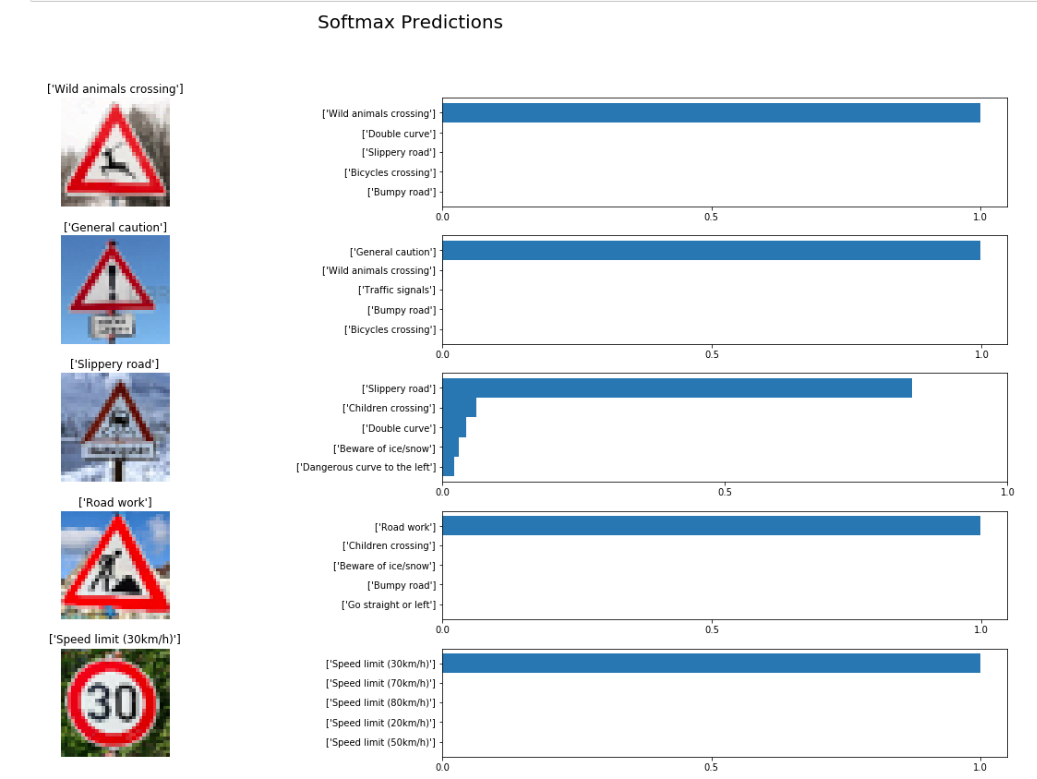 Softmax Predictions
['Wild animals crossing']
['Wild animals crossing']
['Double curve']
['Slippery road']
['Bicycles crossing']
['Bumpy road']
0.0 0.5 1.0
['General caution']
['General caution']
['Wild animals crossing']
['Traffic signals']
['Bumpy road']
['Bicycles crossing']
0.0 0.5 1.0
['Slippery road']
['Slippery road']
['Children crossing']
['Double curve']
['Beware of ice/snow']
['Dangerous curve to the left']
0.0 0.5 1.0
['Road work']
['Road work']
['Children crossing']
['Beware of ice/snow']
['Bumpy road']
['Go straight or left']
0.0 0.5 1.0
['Speed limit (30km/h)']
30
['Speed limit (30km/h)']
['Speed limit (70km/h)']
['Speed limit (80km/h)']
['Speed limit (20km/h)']
['Speed limit (50km/h)']
0.0 0.5 1.0